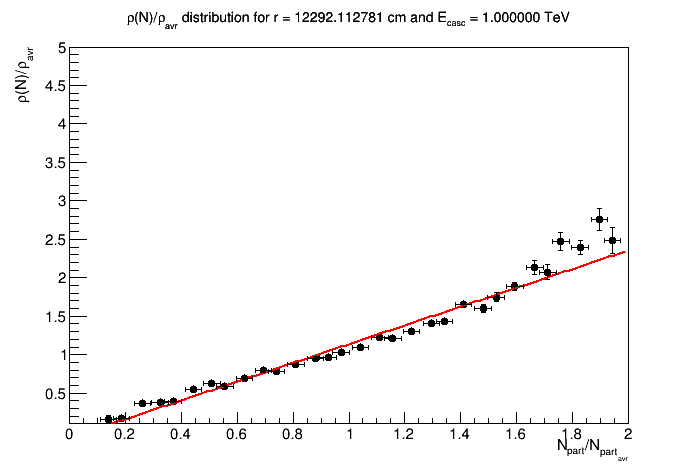 ρ(N)/ρavr distribution for r = 12292.112781 cm and Ecasc = 1.000000 TeV
ρ(N)/ρavr
5
4.5
4
3.5
3
2.5
2
1.5
1
0.5
0 0.2 0.4 0.6 0.8 1 1.2 1.4 1.6 1.8 2
Npart/Npartavr